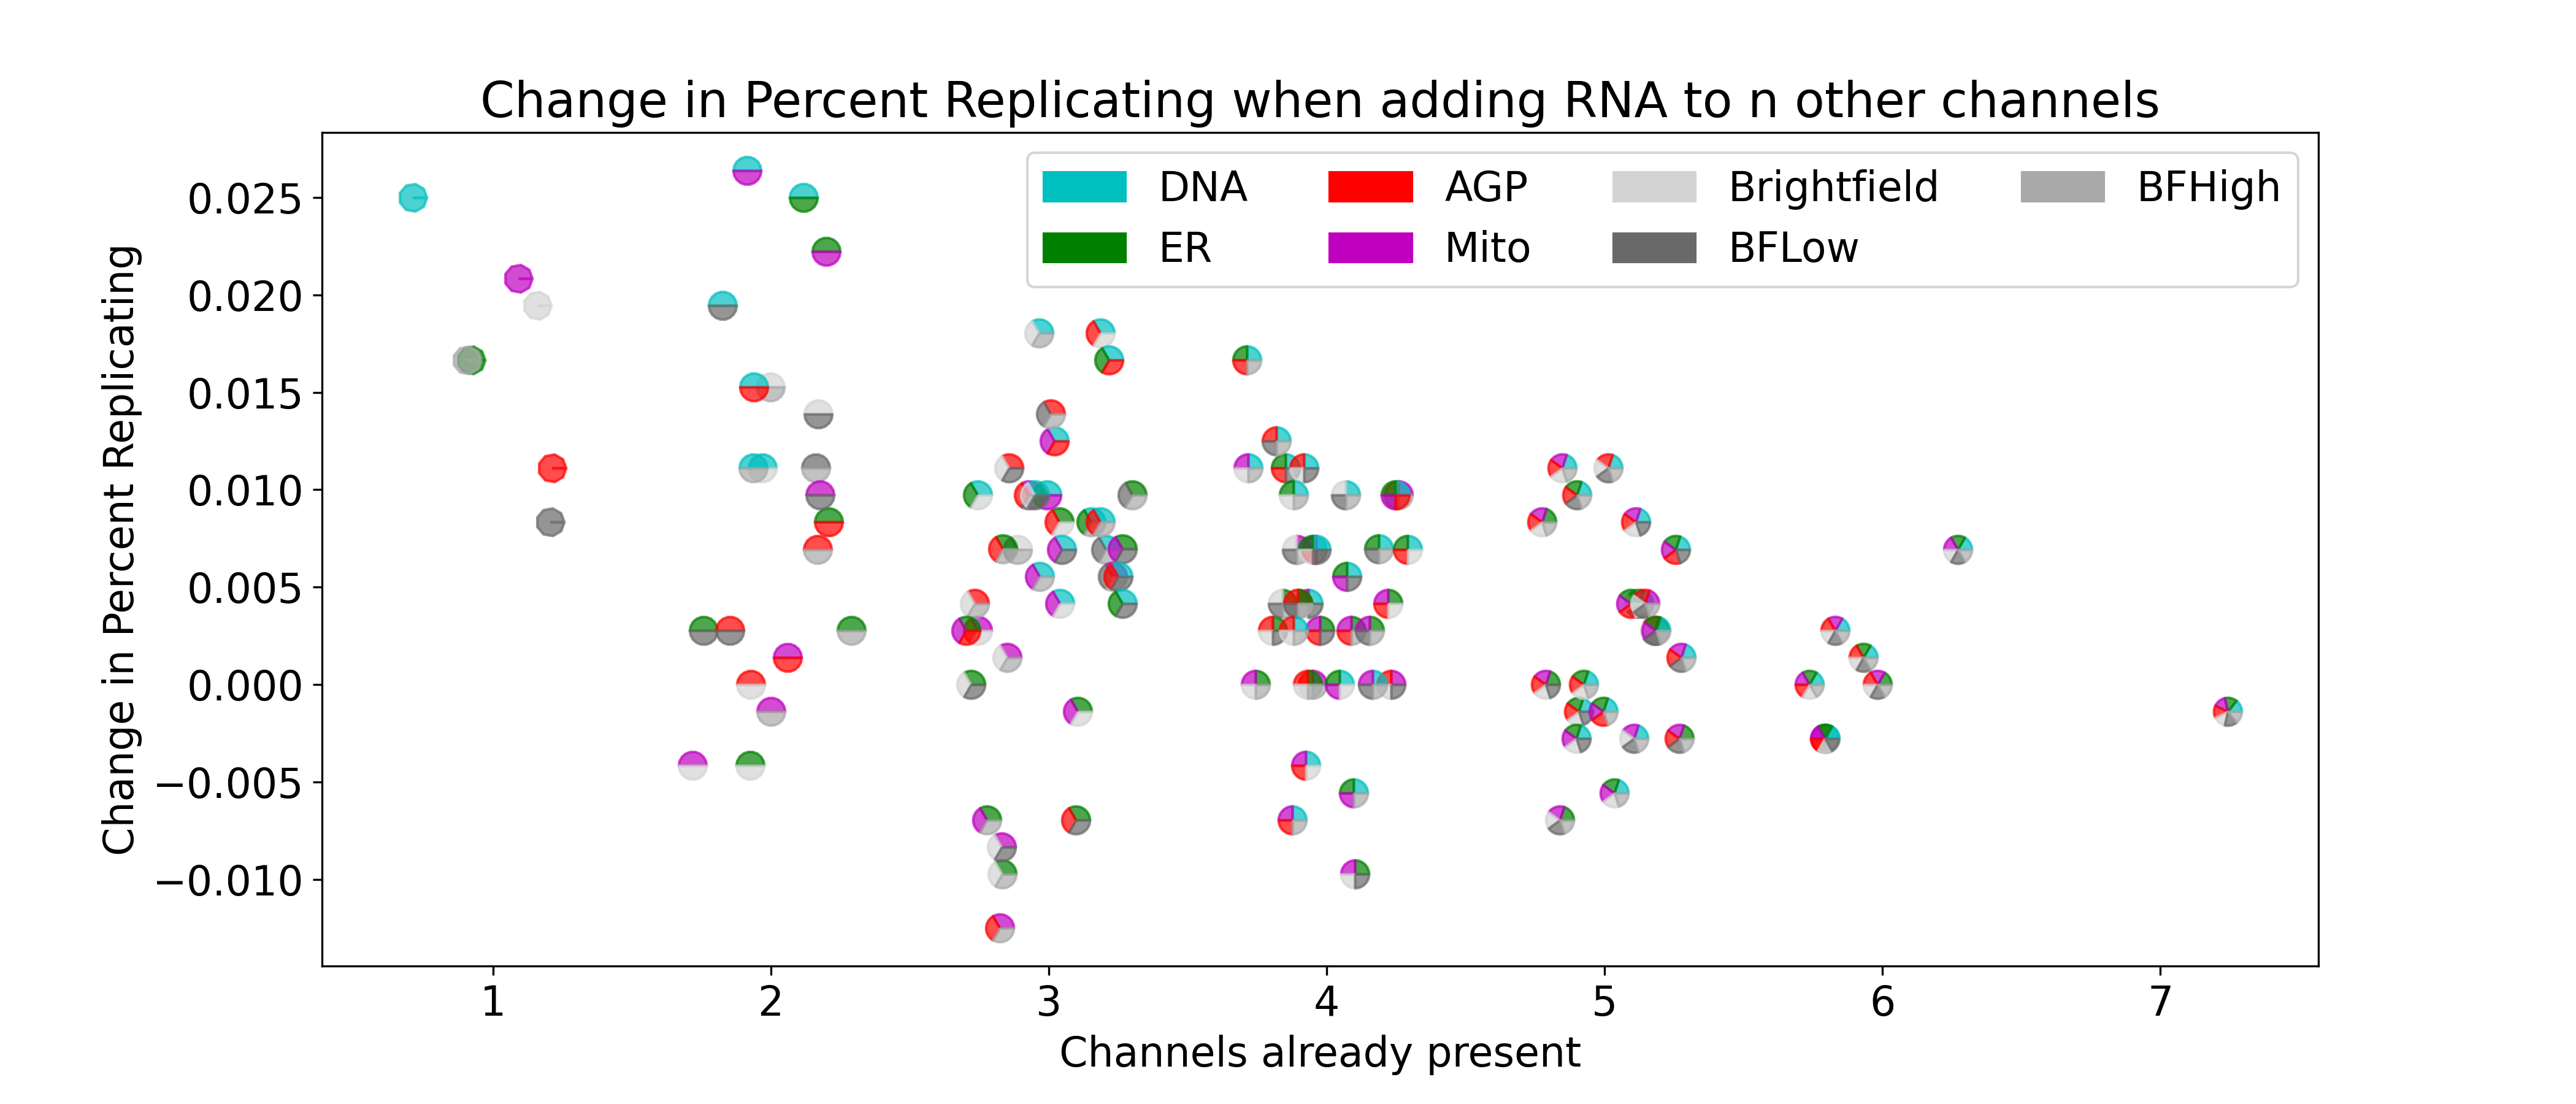 Change in Percent Replicating when adding RNA to n other channels
Change in Percent Replicating
0.025
0.020
0.015
0.010
0.005
0.000
−0.005
−0.010
DNA AGP Brightfield BFHigh
ER Mito BFLow
1 2 3 4 5 6 7
Channels already present